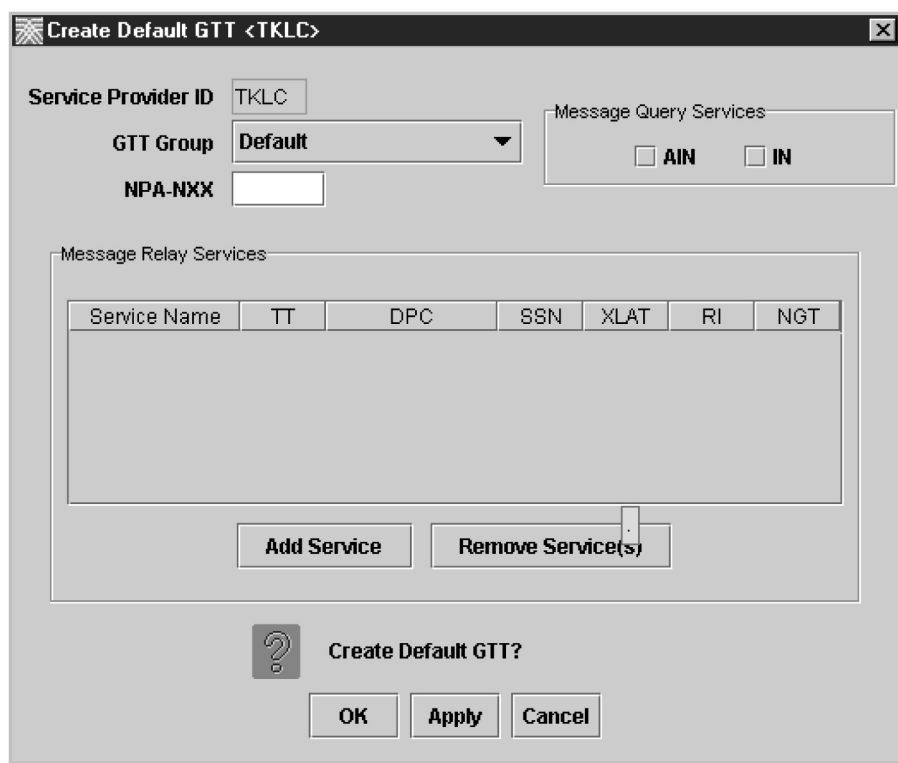 Create Default GTT <TKLC>
Service Provider ID TKLC
GTT Group Default
NPA-NXX
Message Query Services
AIN IN
Message Relay Services
Service Name TT DPC SSN XLAT RI NGT
Add Service Remove Service(s)
Create Default GTT?
OK Apply Cancel